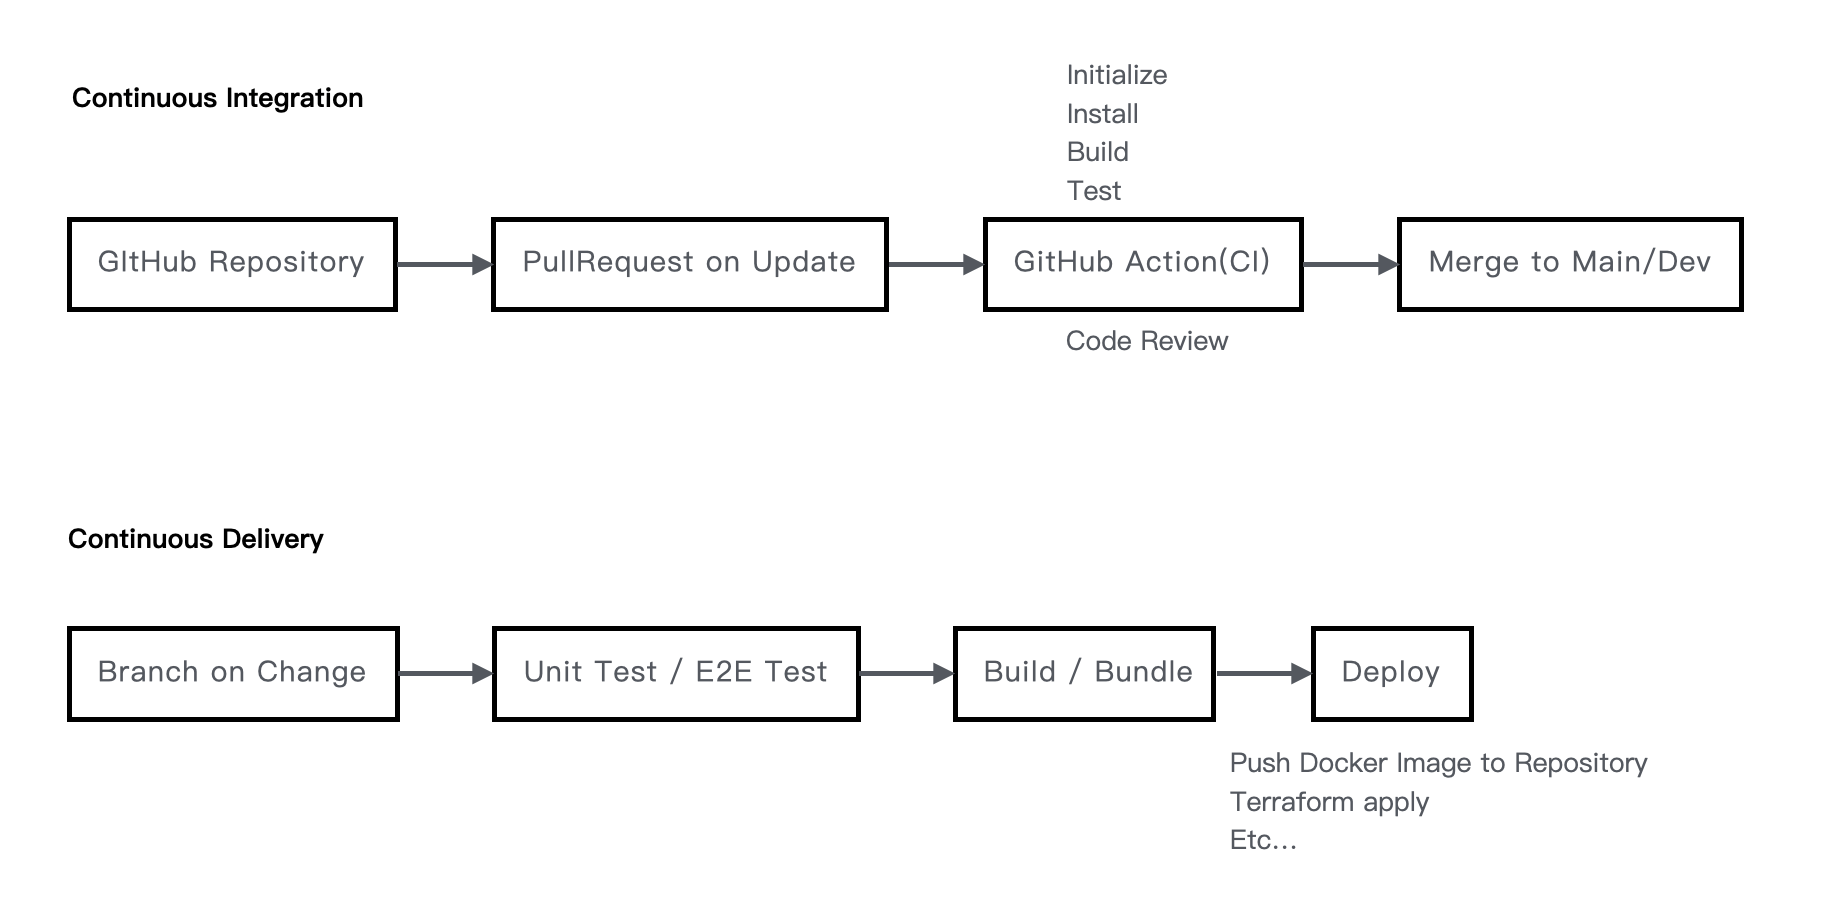 Continuous Integration
Initialize
Install
Build
Test
GItHub Repository
PullRequest on Update
GitHub Action(CI)
Merge to Main/Dev
Code Review
Continuous Delivery
Branch on Change
Unit Test / E2E Test
Build / Bundle
Deploy
Push Docker Image to Repository
Terraform apply
Etc...